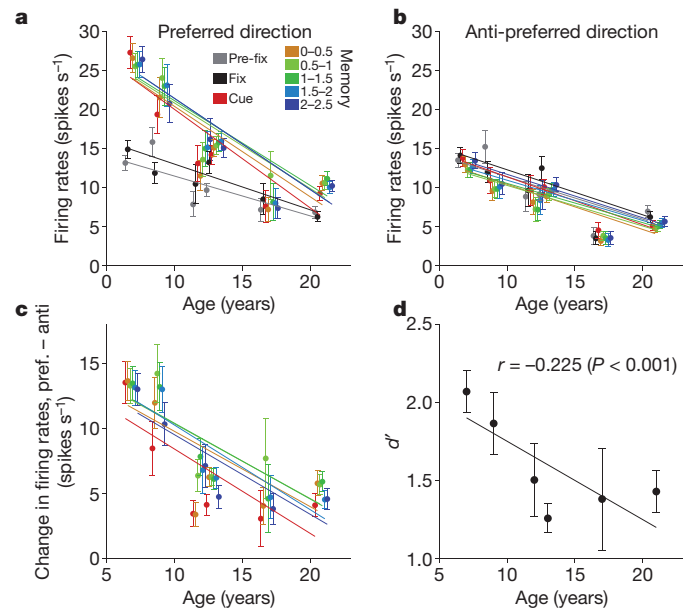 a
Preferred direction
Firing rates (spikes s⁻¹)
30
25
20
15
10
5
0
Pre-fix
Fix
Cue
0–0.5
0.5–1
1–1.5
1.5–2
2–2.5
Memory
0
5
10
15
20
Age (years)
b
Anti-preferred direction
Firing rates (spikes s⁻¹)
30
25
20
15
10
5
0
0
5
10
15
20
Age (years)
c
Change in firing rates, pref. – anti
(spikes s⁻¹)
15
10
5
0
5
10
15
20
Age (years)
d
r = –0.225 (P < 0.001)
d′
2.5
2.0
1.5
1.0
5
10
15
20
Age (years)